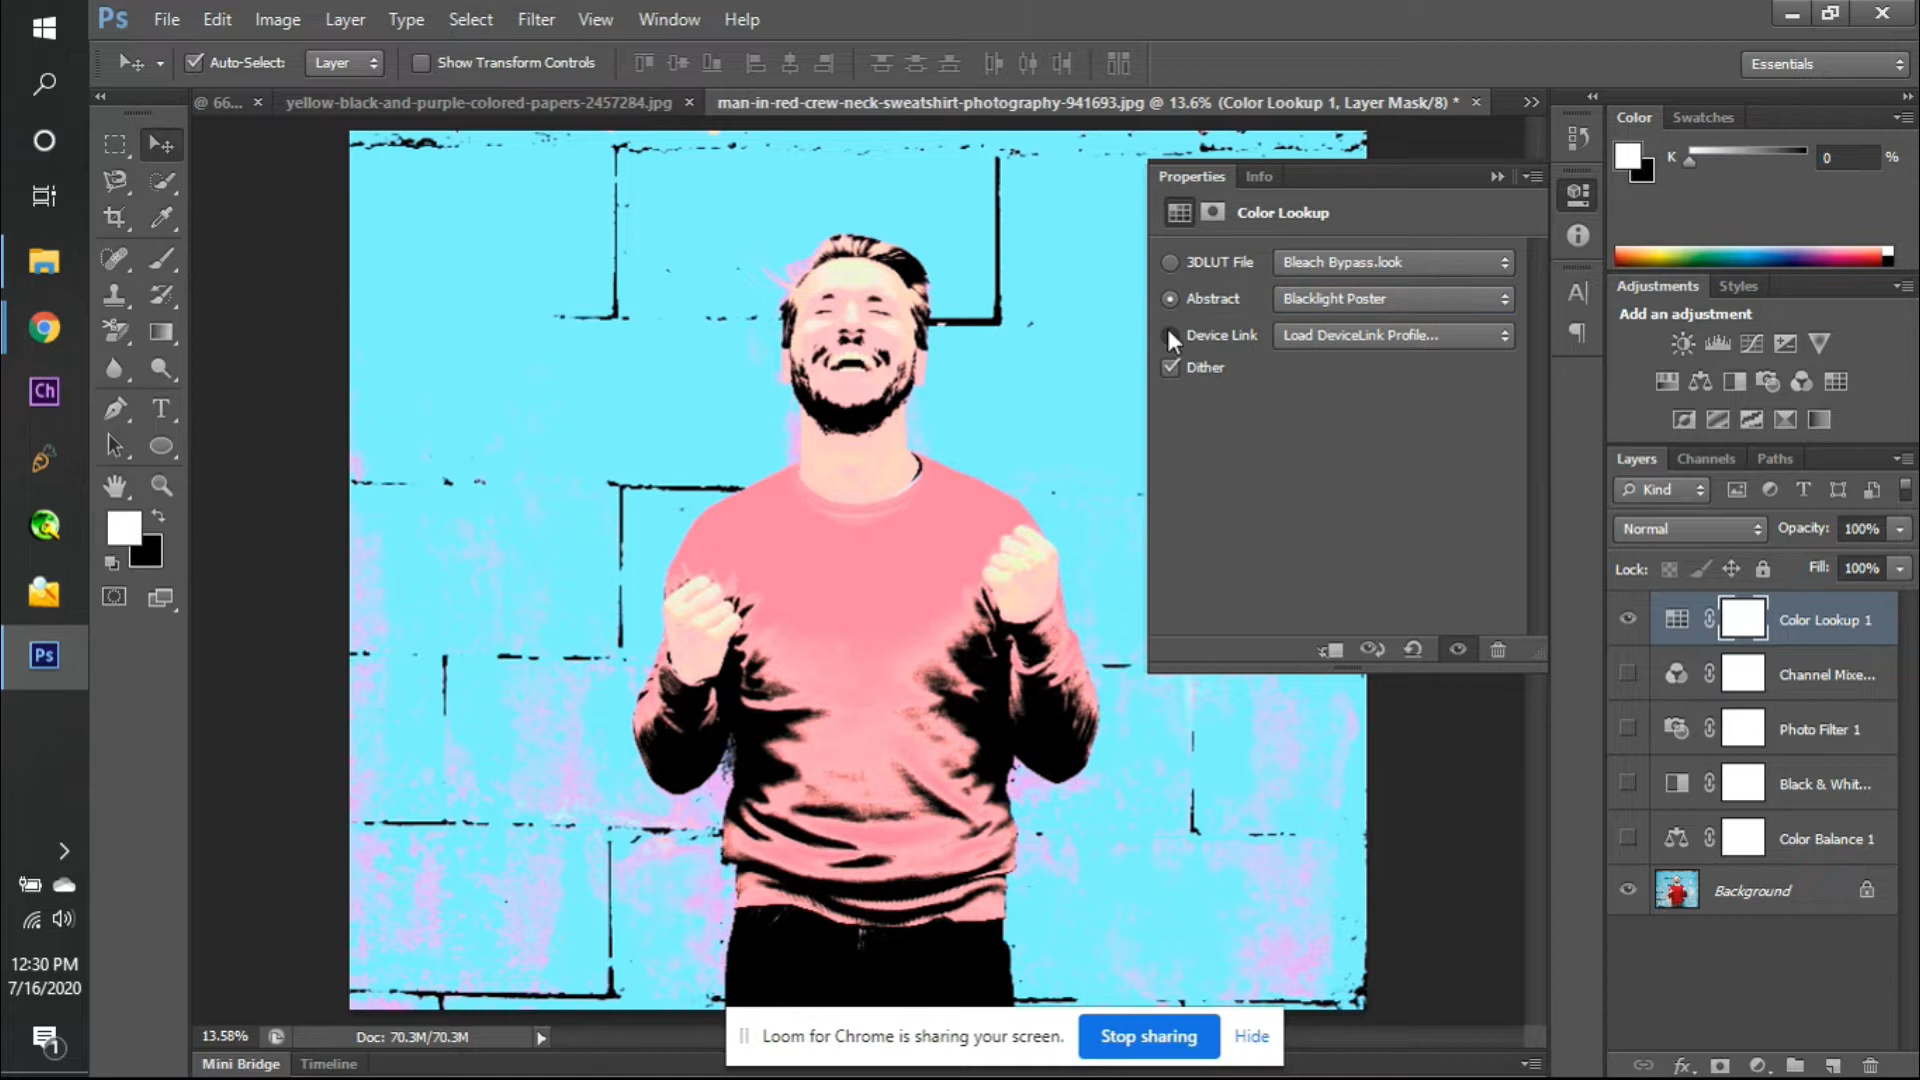 Ps File Edit Image Layer Type Select Filter View Window Help
Auto-Select: Layer Show Transform Controls Essentials
@ 66... × yellow-black-and-purple-colored-papers-2457284.jpg × man-in-red-crew-neck-sweatshirt-photography-941693.jpg @ 13.6% (Color Lookup 1, Layer Mask/8) * ×
Color Swatches
K 0 %
Properties Info
Color Lookup
3DLUT File Bleach Bypass.look
Abstract Blacklight Poster
Device Link Load DeviceLink Profile...
Dither
Adjustments Styles
Add an adjustment
Layers Channels Paths
Kind
Normal Opacity: 100%
Lock: Fill: 100%
Color Lookup 1
Channel Mixe...
Photo Filter 1
Black & Whit...
Color Balance 1
Background
Ch
Ps
12:30 PM
7/16/2020
1
13.58% Doc: 70.3M/70.3M
Loom for Chrome is sharing your screen. Stop sharing Hide
Mini Bridge Timeline